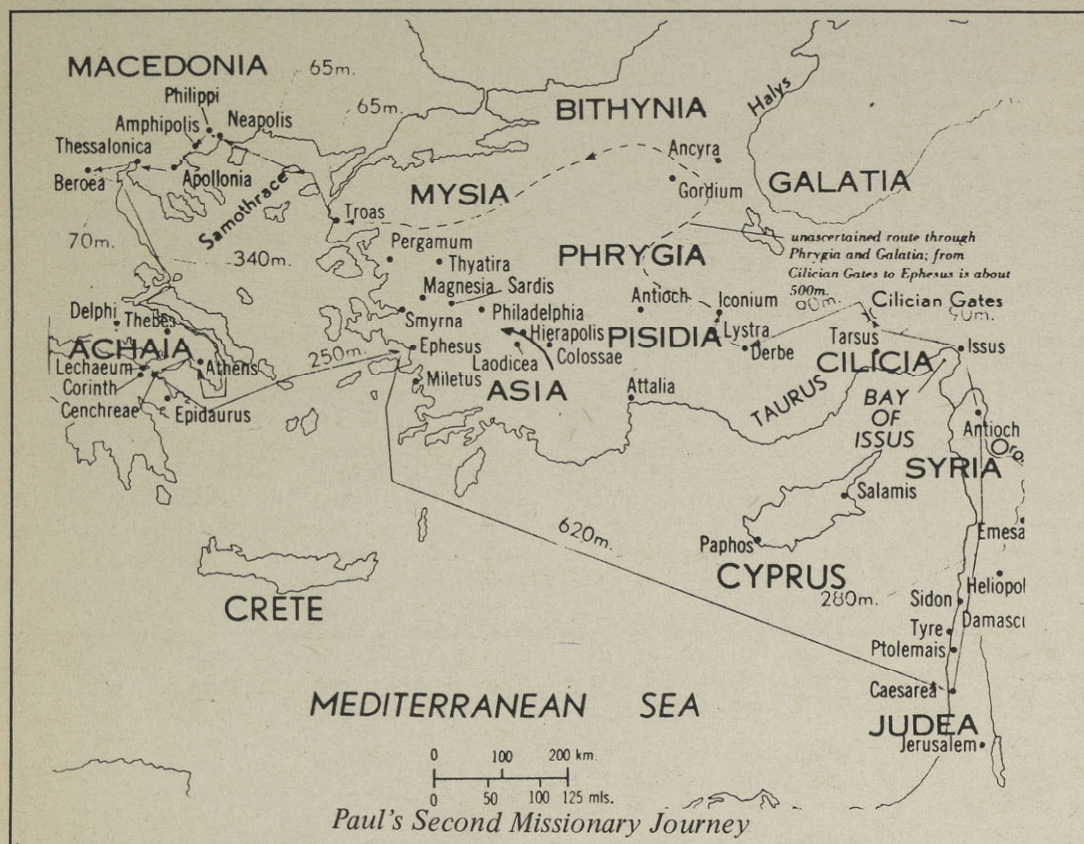 MACEDONIA
65m.
65m.
Philippi
Neapolis
Amphipolis
Thessalonica
Beroea
Apollonia
Samothrace
BITHYNIA
Halys
Ancyra
Gordium
GALATIA
MYSIA
Troas
70m.
340m.
Pergamum
Thyatira
PHRYGIA
unascertained route through
Phrygia and Galatia; from
Cilician Gates to Ephesus is about
500m.
Magnesia
Sardis
Antioch
Iconium
Cilician Gates
Delphi
Thebes
Smyrna
Philadelphia
Hierapolis
PISIDIA
Lystra
Tarsus
Issus
ACHAIA
250m.
Ephesus
Laodicea
Colossae
Derbe
CILICIA
Lechaeum
Athens
Corinth
Miletus
ASIA
Attalia
TAURUS
BAY
OF
ISSUS
Cenchreae
Epidaurus
Antioch
Oro
SYRIA
Salamis
620m.
Emesa
Paphos
CYPRUS
CRETE
280m.
Heliopol
Sidon
Damascu
Tyre
Ptolemais
Caesarea
MEDITERRANEAN SEA
JUDEA
Jerusalem
0 100 200 km.
0 50 100 125 mls.
Paul's Second Missionary Journey